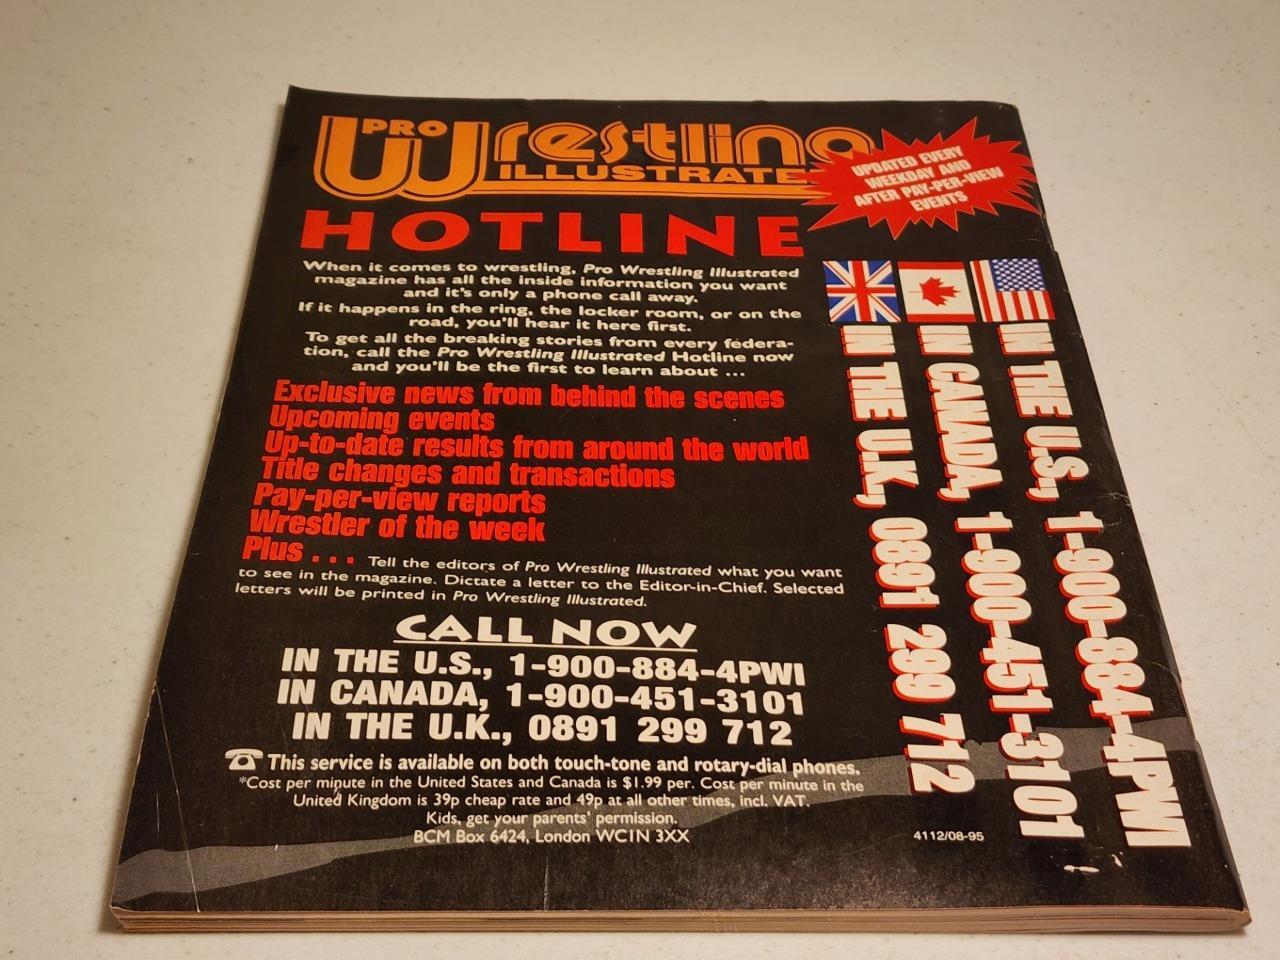 PRO
Wrestling
ILLUSTRATED
UPDATED EVERY
WEEKDAY AND
AFTER PAY-PER-VIEW
EVENTS
HOTLINE
When it comes to wrestling, Pro Wrestling Illustrated
magazine has all the inside information you want
and it's only a phone call away.
If it happens in the ring, the locker room, or on the
road, you'll hear it here first.
To get all the breaking stories from every federa-
tion, call the Pro Wrestling Illustrated Hotline now
and you'll be the first to learn about ...
Exclusive news from behind the scenes
Upcoming events
Up-to-date results from around the world
Title changes and transactions
Pay-per-view reports
Wrestler of the week
Plus . . . Tell the editors of Pro Wrestling Illustrated what you want
to see in the magazine. Dictate a letter to the Editor-in-Chief. Selected
letters will be printed in Pro Wrestling Illustrated.
CALL NOW
IN THE U.S., 1-900-884-4PWI
IN CANADA, 1-900-451-3101
IN THE U.K., 0891 299 712
This service is available on both touch-tone and rotary-dial phones.
*Cost per minute in the United States and Canada is $1.99 per. Cost per minute in the
United Kingdom is 39p cheap rate and 49p at all other times, incl. VAT.
Kids, get your parents' permission.
BCM Box 6424, London WC1N 3XX
4112/08-95
IN THE U.S., 1-900-884-4PWI
IN CANADA, 1-900-451-3101
IN THE U.K., 0891 299 712